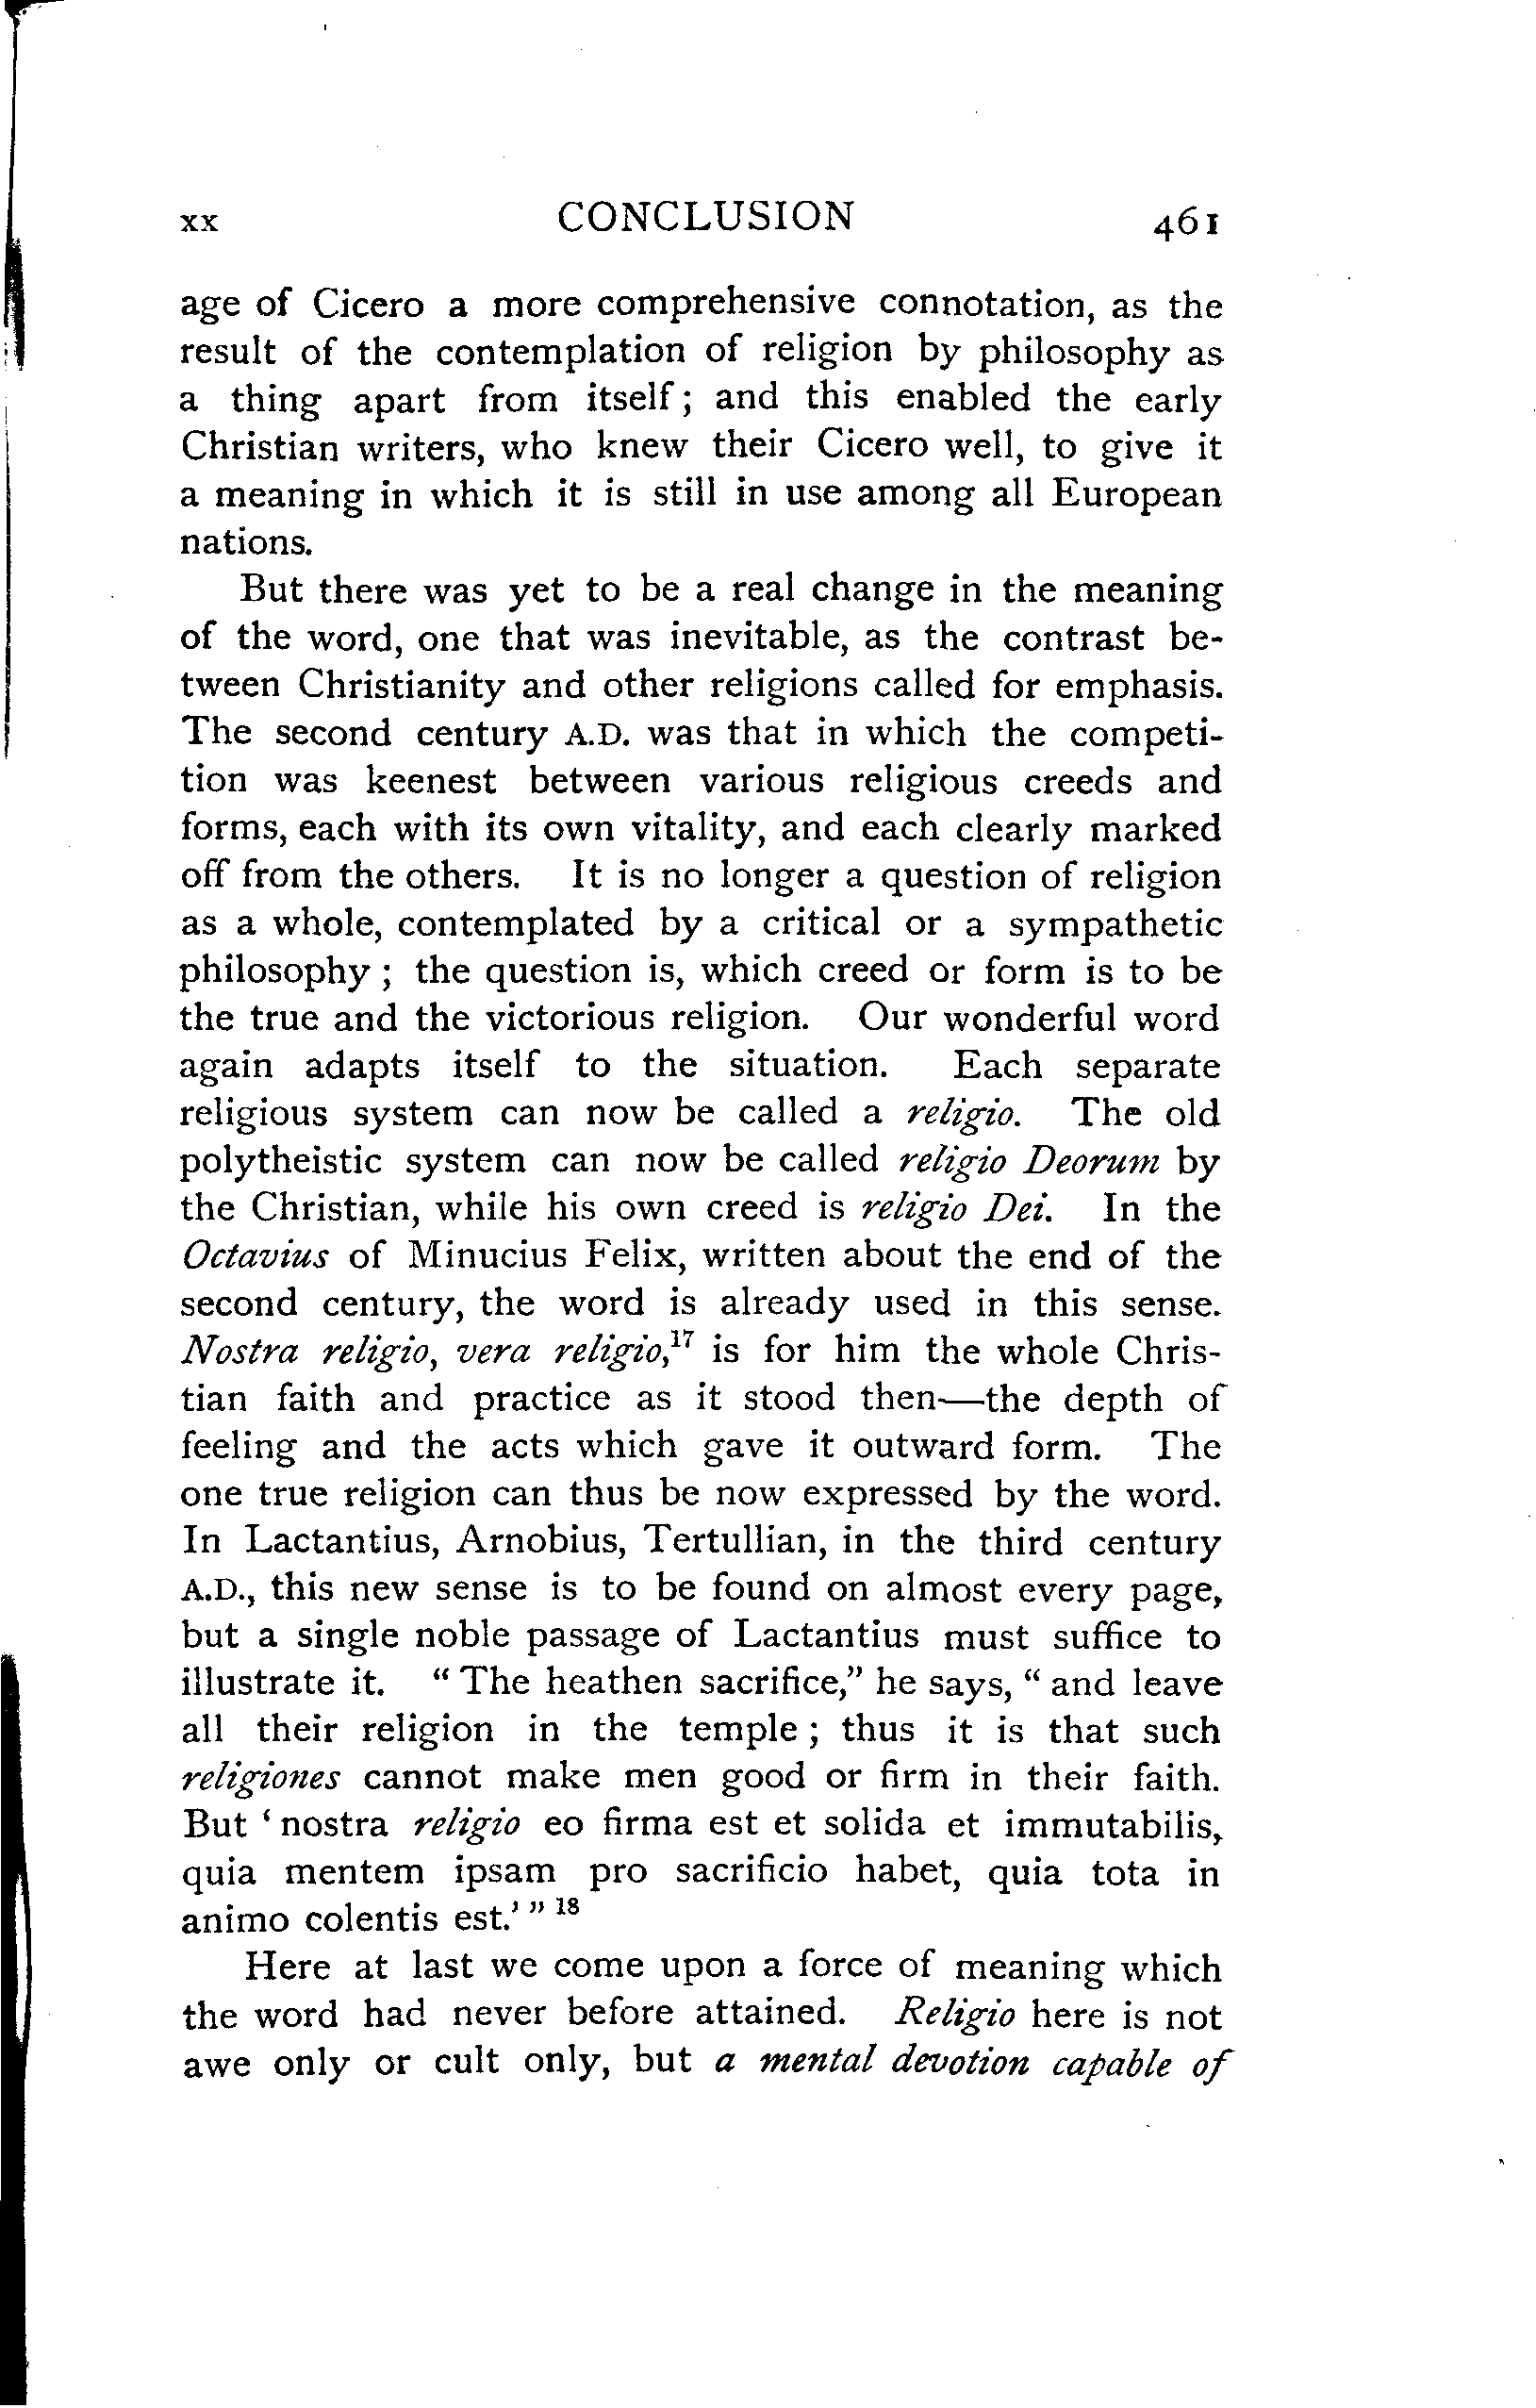 xx CONCLUSION 461
age of Cicero a more comprehensive connotation, as the
result of the contemplation of religion by philosophy as
a thing apart from itself; and this enabled the early
Christian writers, who knew their Cicero well, to give it
a meaning in which it is still in use among all European
nations.
But there was yet to be a real change in the meaning
of the word, one that was inevitable, as the contrast be-
tween Christianity and other religions called for emphasis.
The second century A.D. was that in which the competi-
tion was keenest between various religious creeds and
forms, each with its own vitality, and each clearly marked
off from the others. It is no longer a question of religion
as a whole, contemplated by a critical or a sympathetic
philosophy; the question is, which creed or form is to be
the true and the victorious religion. Our wonderful word
again adapts itself to the situation. Each separate
religious system can now be called a religio. The old
polytheistic system can now be called religio Deorum by
the Christian, while his own creed is religio Dei. In the
Octavius of Minucius Felix, written about the end of the
second century, the word is already used in this sense.
Nostra religio, vera religio,¹⁷ is for him the whole Chris-
tian faith and practice as it stood then—the depth of
feeling and the acts which gave it outward form. The
one true religion can thus be now expressed by the word.
In Lactantius, Arnobius, Tertullian, in the third century
A.D., this new sense is to be found on almost every page,
but a single noble passage of Lactantius must suffice to
illustrate it. "The heathen sacrifice," he says, "and leave
all their religion in the temple; thus it is that such
religiones cannot make men good or firm in their faith.
But 'nostra religio eo firma est et solida et immutabilis,
quia mentem ipsam pro sacrificio habet, quia tota in
animo colentis est.'" ¹⁸
Here at last we come upon a force of meaning which
the word had never before attained. Religio here is not
awe only or cult only, but a mental devotion capable of